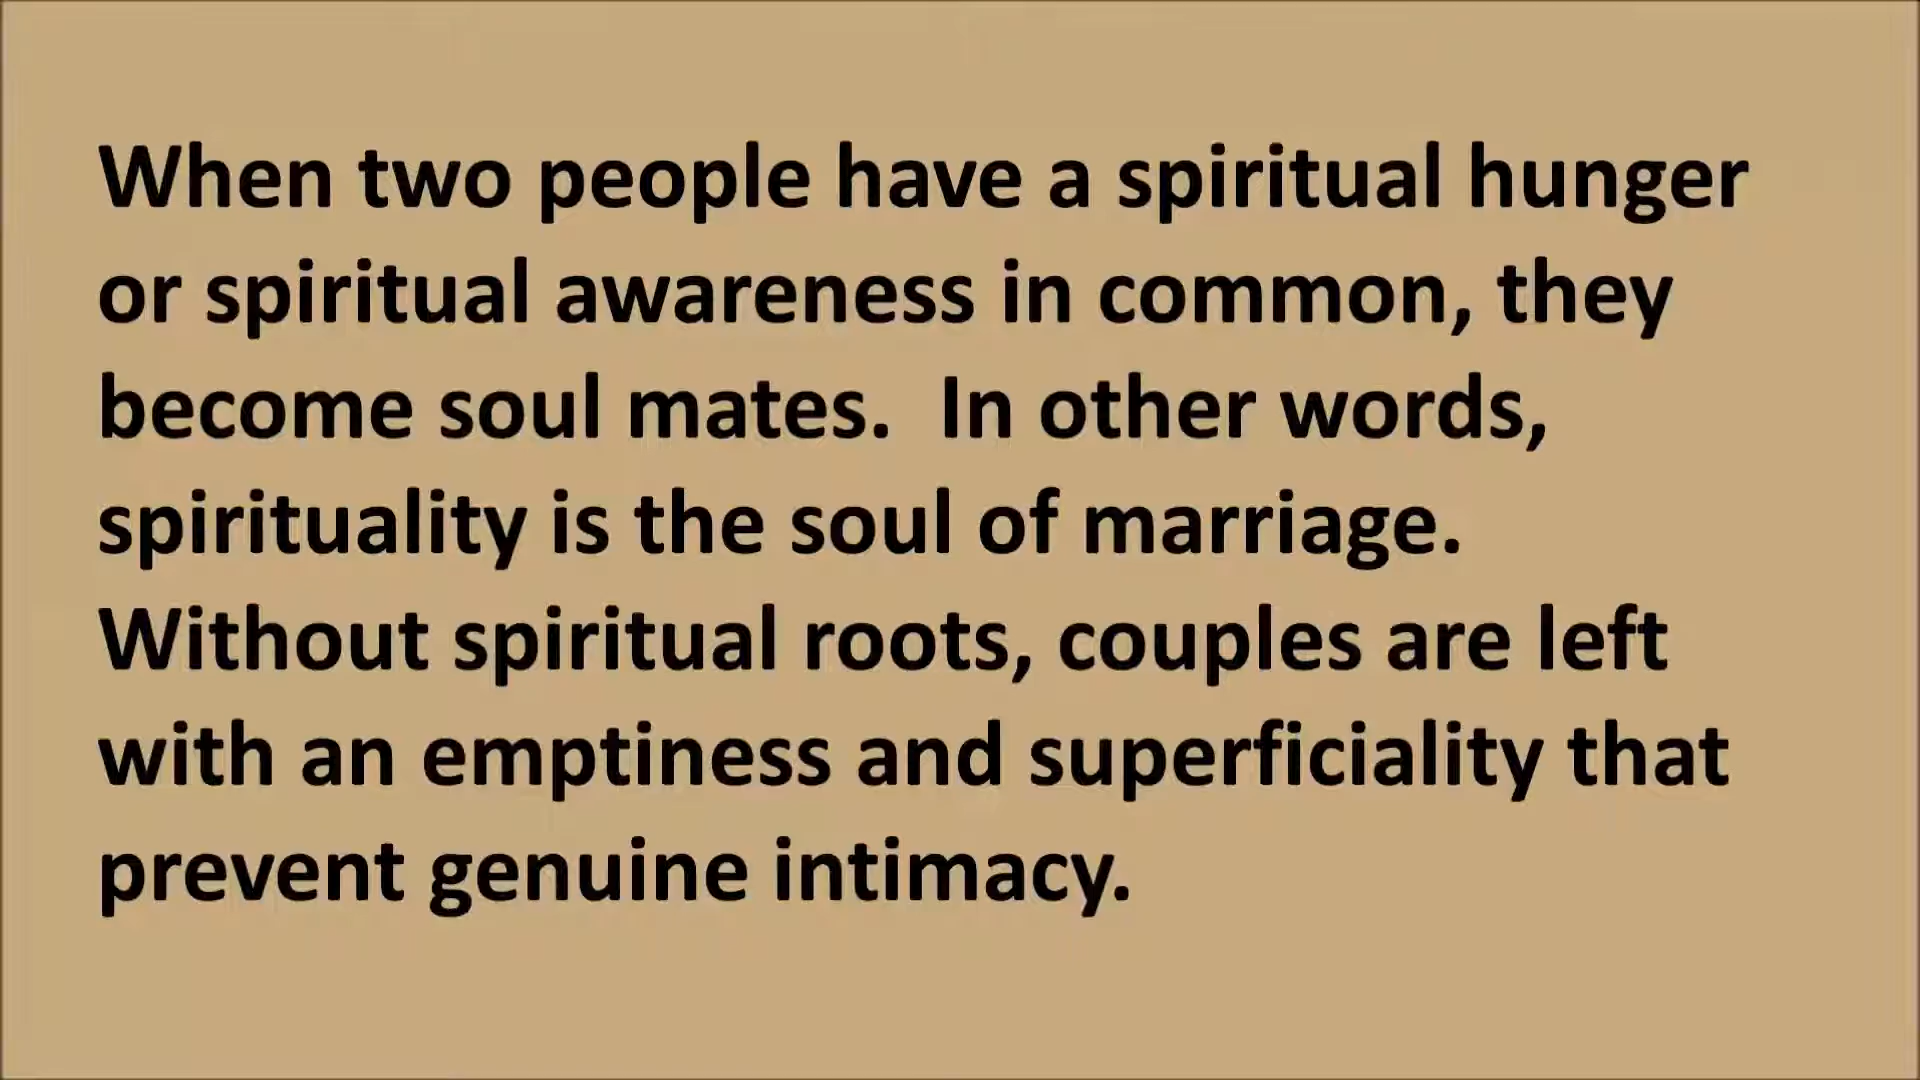 When two people have a spiritual hunger
or spiritual awareness in common, they
become soul mates.  In other words,
spirituality is the soul of marriage.
Without spiritual roots, couples are left
with an emptiness and superficiality that
prevent genuine intimacy.